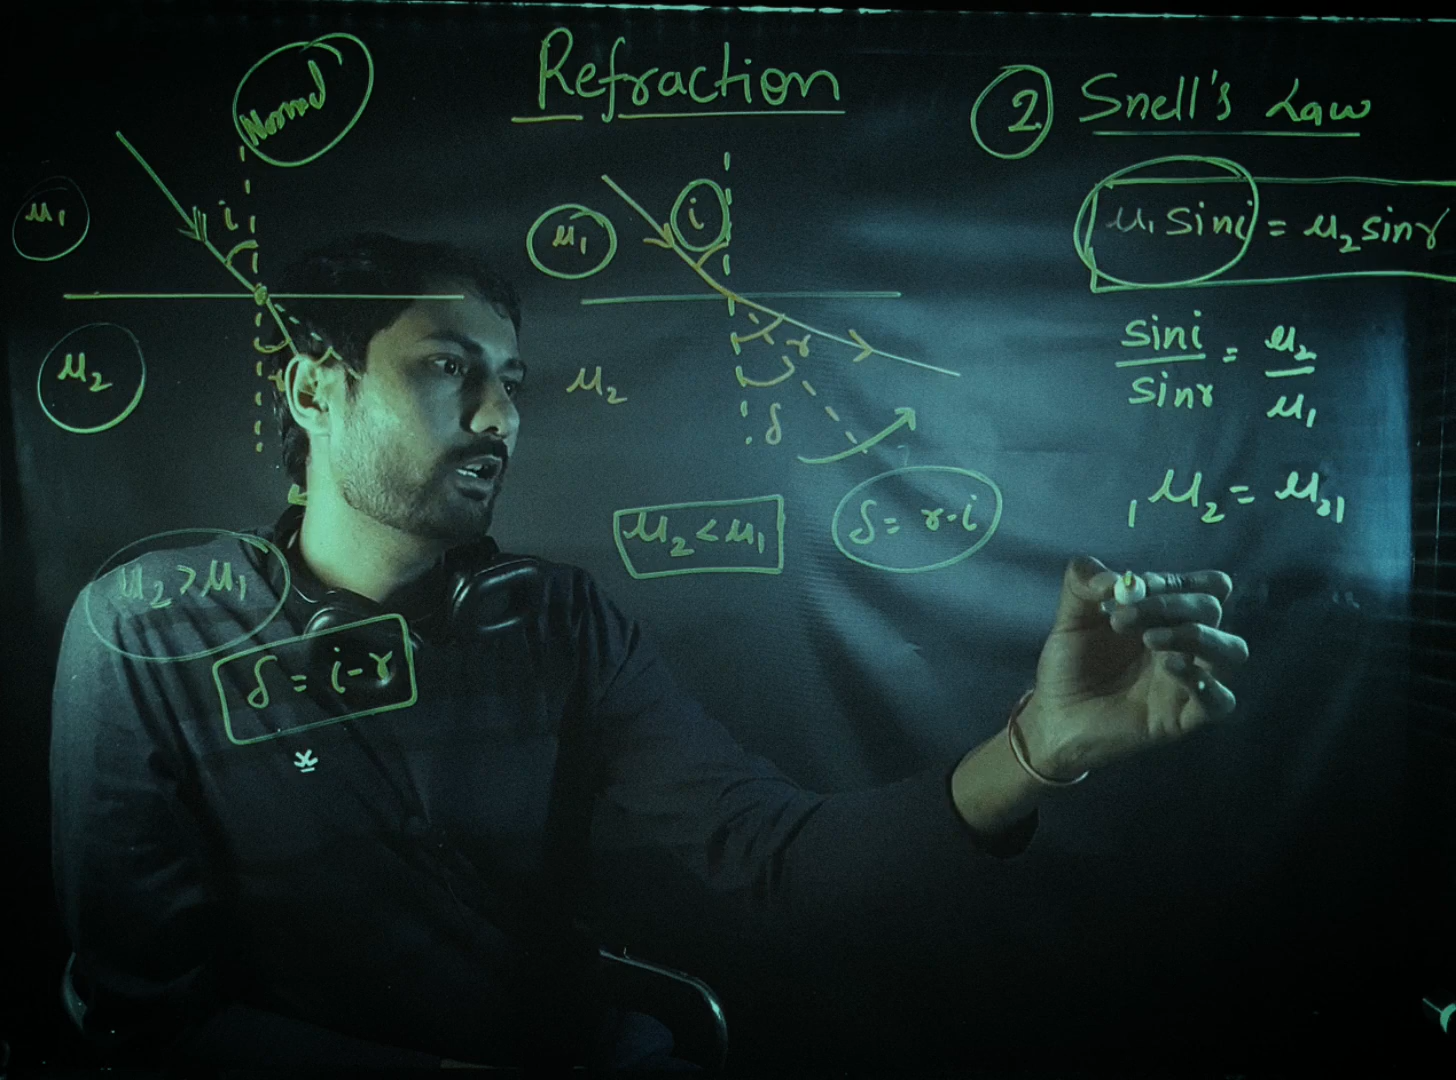 Refraction
② Snell's Law
Normal
μ₁
i
μ₂
r
μ₂ > μ₁
δ = i - r
μ₁
i
μ₂
r
δ
μ₂ < μ₁
δ = r - i
μ₁ sin i = μ₂ sin r
sin i / sin r = μ₂ / μ₁
₁μ₂ = μ₂₁